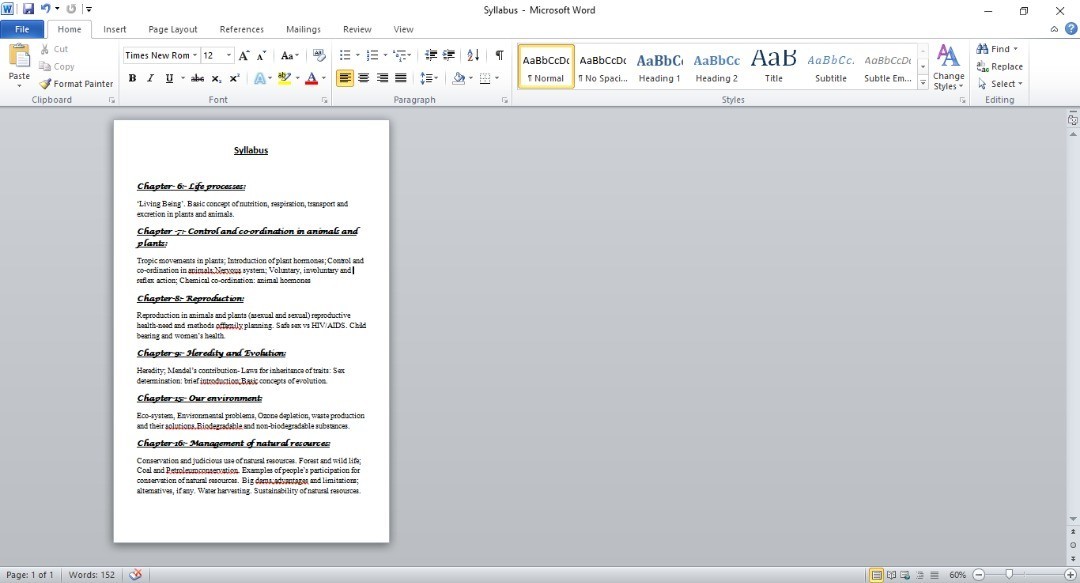 Syllabus - Microsoft Word
File Home Insert Page Layout References Mailings Review View
Paste
Cut
Copy
Format Painter
Clipboard
Times New Rom 12
Font
Paragraph
AaBbCcDc AaBbCcDc AaBbC AaBbCc AaB AaBbCc. AaBbCcDc
¶ Normal ¶ No Spaci... Heading 1 Heading 2 Title Subtitle Subtle Em...
Change Styles
Styles
Find
Replace
Select
Editing
Syllabus
Chapter- 6:- Life processes:
'Living Being'. Basic concept of nutrition, respiration, transport and
excretion in plants and animals.
Chapter -7:- Control and co-ordination in animals and
plants:
Tropic movements in plants; Introduction of plant hormones; Control and
co-ordination in animals,Nervous system; Voluntary, involuntary and
reflex action; Chemical co-ordination: animal hormones
Chapter-8:- Reproduction:
Reproduction in animals and plants (asexual and sexual) reproductive
health-need and methods offamily planning. Safe sex vs HIV/AIDS. Child
bearing and women's health.
Chapter-9:- Heredity and Evolution:
Heredity; Mendel's contribution- Laws for inheritance of traits: Sex
determination: brief introduction;Basic concepts of evolution.
Chapter-15:- Our environment:
Eco-system, Environmental problems, Ozone depletion, waste production
and their solutions.Biodegradable and non-biodegradable substances.
Chapter-16:- Management of natural resources:
Conservation and judicious use of natural resources. Forest and wild life;
Coal and Petroleumconservation. Examples of people's participation for
conservation of natural resources. Big dams:advantages and limitations;
alternatives, if any. Water harvesting. Sustainability of natural resources.
Page: 1 of 1 Words: 152 60%